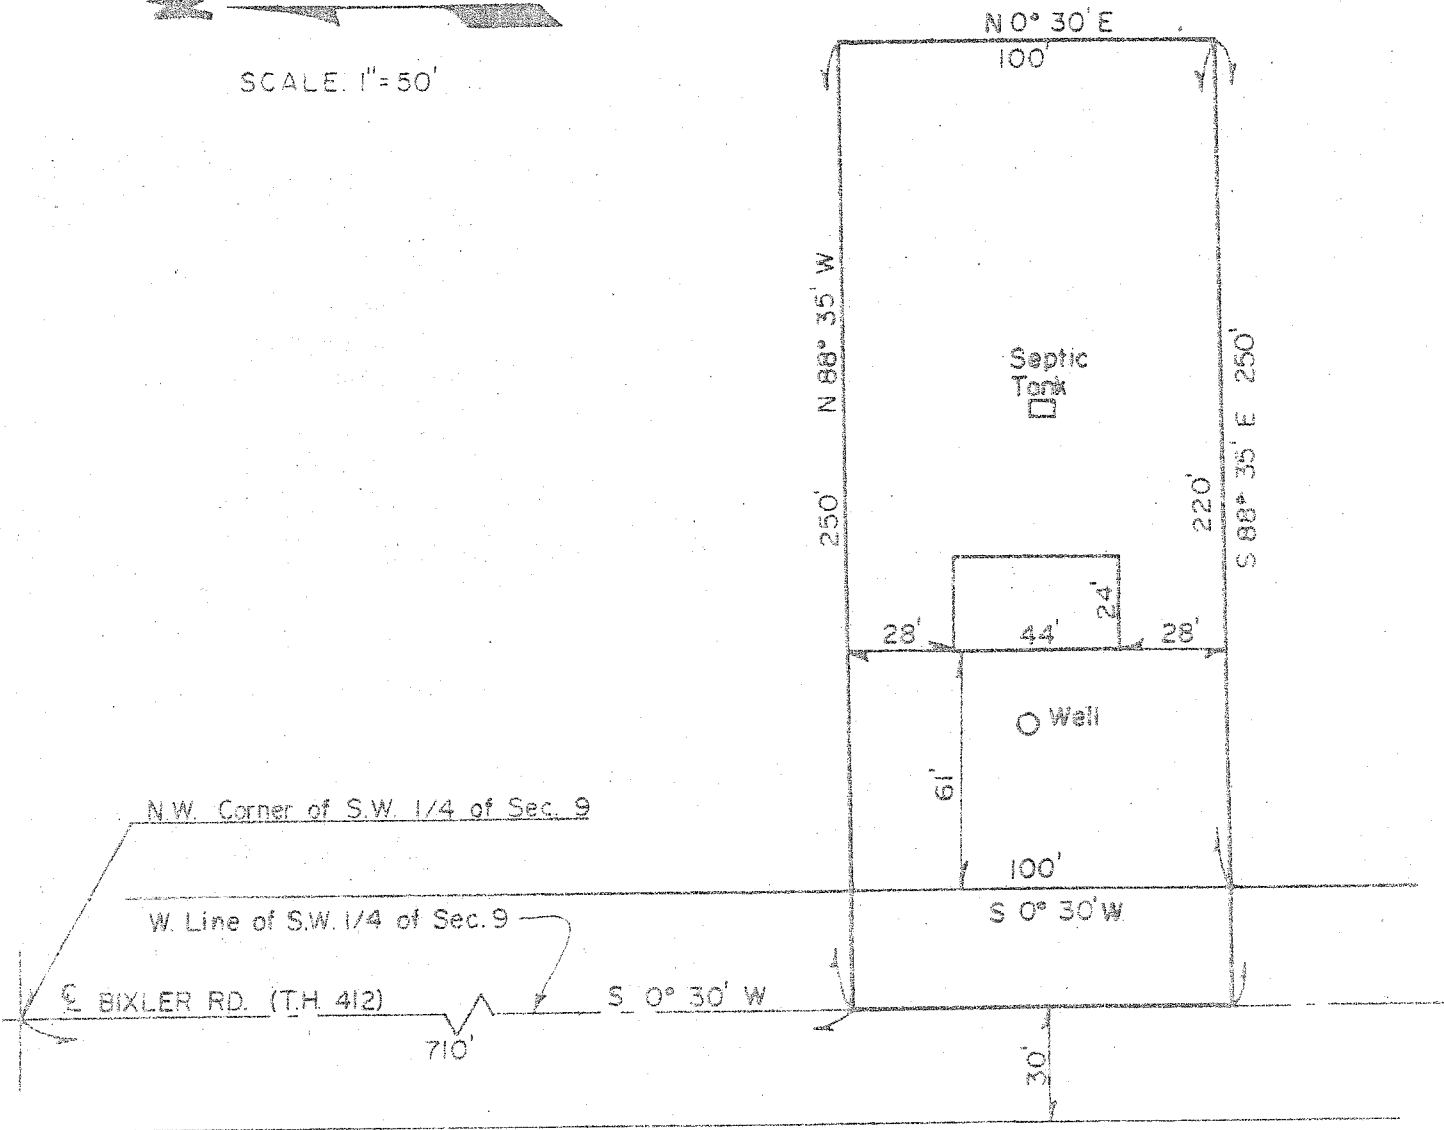 N 0° 30' E
100'
SCALE. 1"=50'
N 88° 35' W
250'
Septic
Tank
S 88° 35' E 250'
220'
24'
28'
44'
28'
Well
61'
N.W. Corner of S.W. 1/4 of Sec. 9
100'
S 0° 30' W
W. Line of S.W. 1/4 of Sec. 9
℄ BIXLER RD. (T.H. 412)
S 0° 30' W
710'
30'